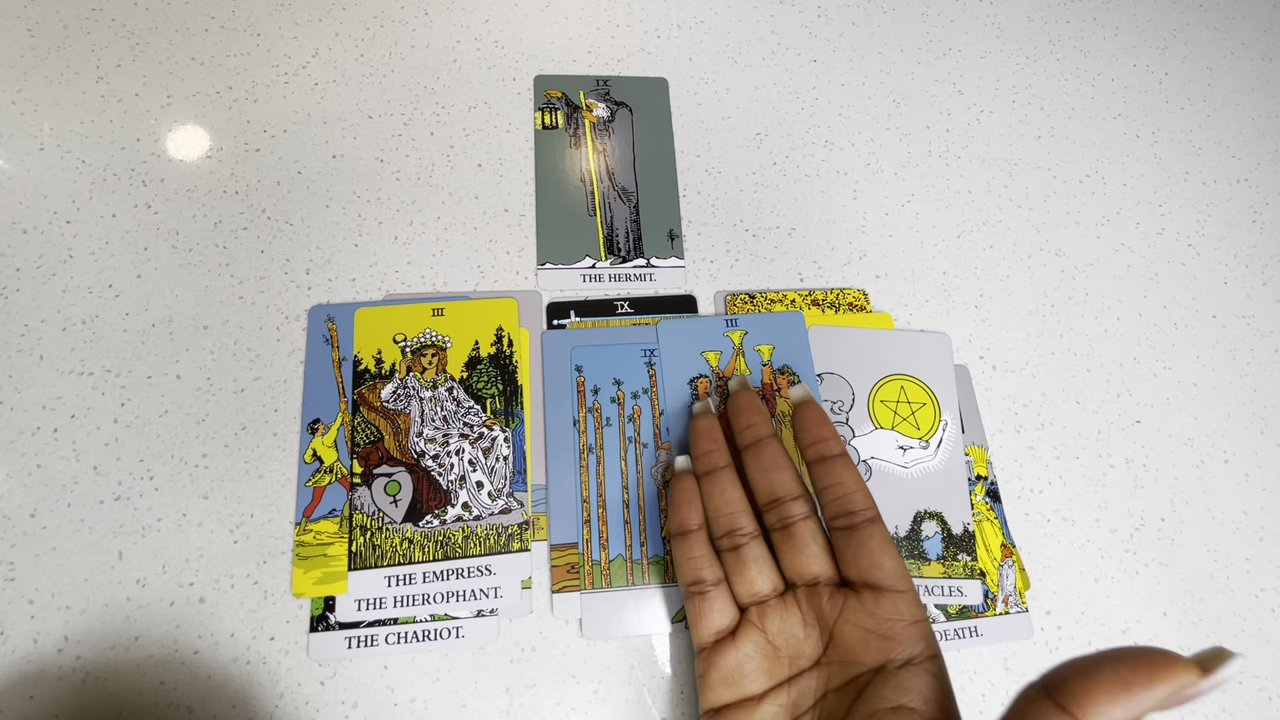 IX
THE HERMIT.
III
THE EMPRESS.
THE HIEROPHANT.
THE CHARIOT.
IX
IX
III
TACLES.
DEATH.